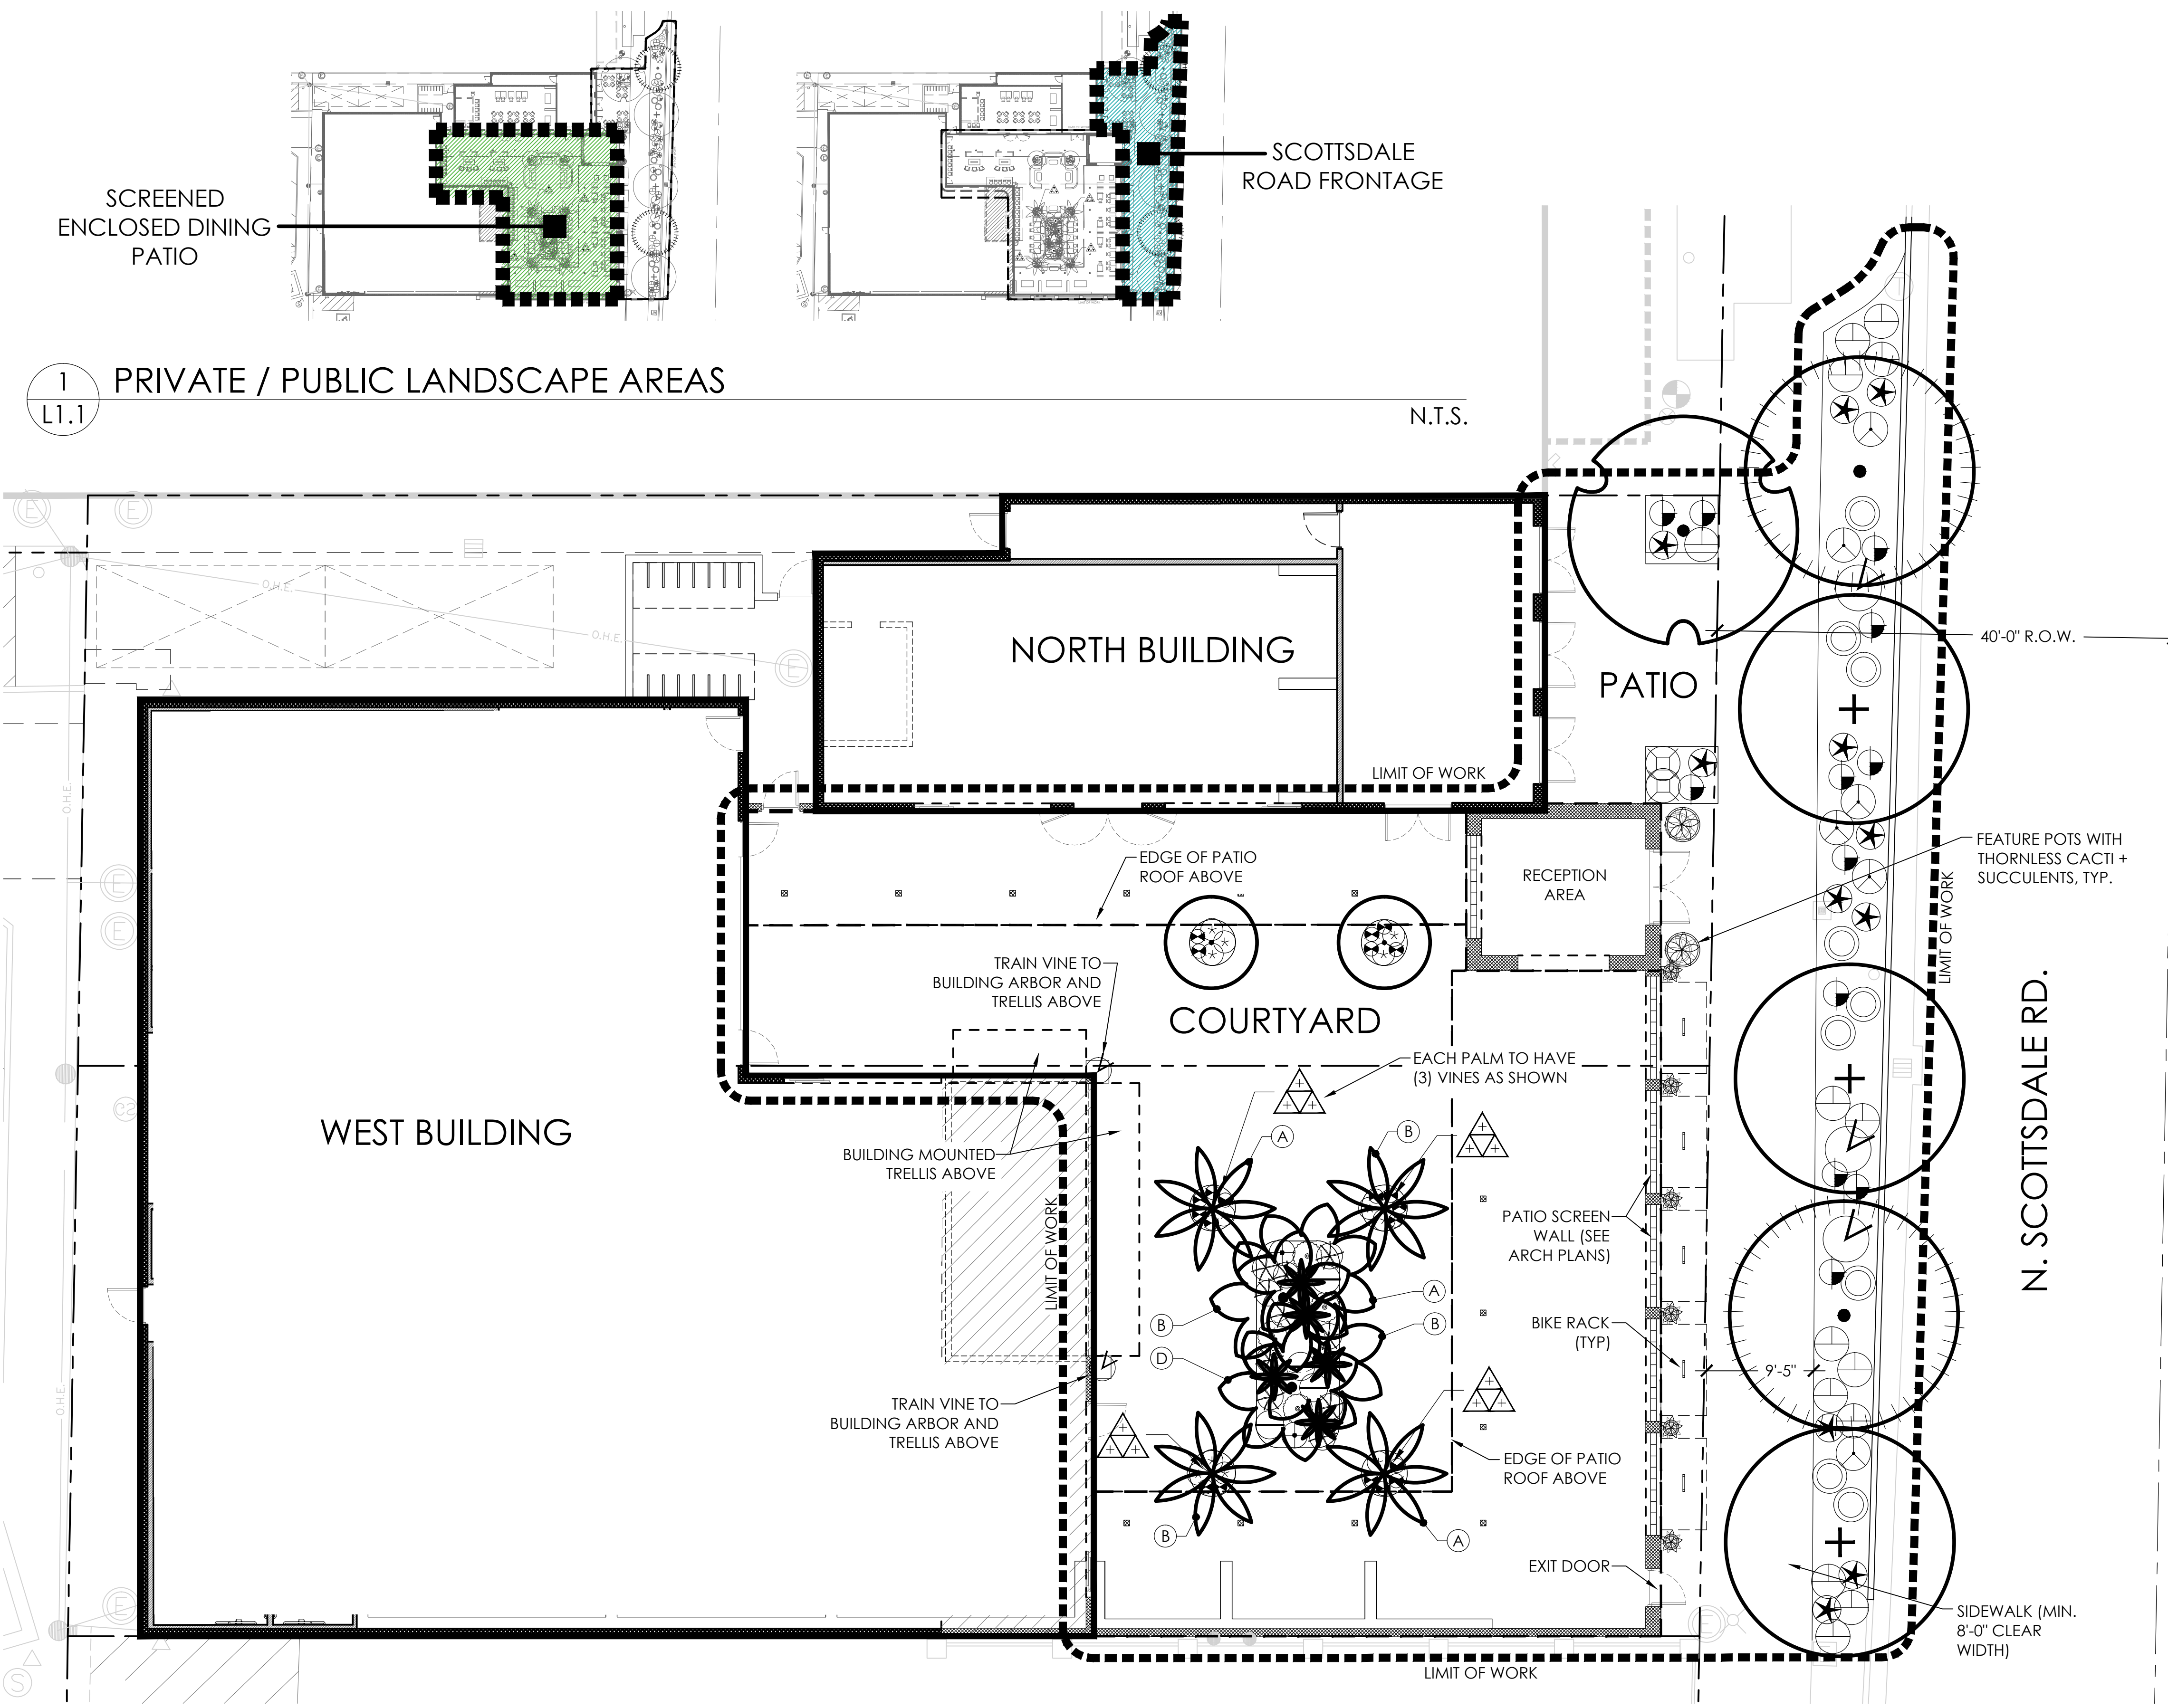 SCREENED
ENCLOSED DINING
PATIO
SCOTTSDALE
ROAD FRONTAGE
1
L1.1
PRIVATE / PUBLIC LANDSCAPE AREAS
N.T.S.
E
E
O.H.E.
O.H.E.
E
NORTH BUILDING
PATIO
40'-0" R.O.W.
LIMIT OF WORK
O.H.E.
E
E
EDGE OF PATIO
ROOF ABOVE
RECEPTION
AREA
FEATURE POTS WITH
THORNLESS CACTI +
SUCCULENTS, TYP.
LIMIT OF WORK
TRAIN VINE TO
BUILDING ARBOR AND
TRELLIS ABOVE
COURTYARD
N. SCOTTSDALE RD.
EACH PALM TO HAVE
(3) VINES AS SHOWN
GS
WEST BUILDING
A
B
BUILDING MOUNTED
TRELLIS ABOVE
LIMIT OF WORK
PATIO SCREEN
WALL (SEE
ARCH PLANS)
A
B
B
D
BIKE RACK
(TYP)
9'-5"
O.H.E.
TRAIN VINE TO
BUILDING ARBOR AND
TRELLIS ABOVE
EDGE OF PATIO
ROOF ABOVE
B
A
EXIT DOOR
E
SIDEWALK (MIN.
8'-0" CLEAR
WIDTH)
S
LIMIT OF WORK